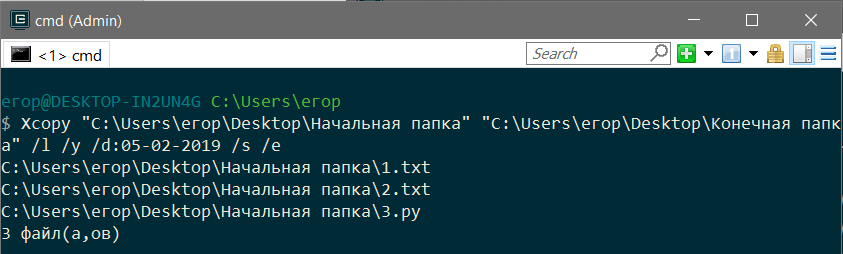 cmd (Admin)
<1> cmd
Search
егор@DESKTOP-IN2UN4G C:\Users\егор
$ Xcopy "C:\Users\егор\Desktop\Начальная папка" "C:\Users\егор\Desktop\Конечная папк
а" /l /y /d:05-02-2019 /s /e
C:\Users\егор\Desktop\Начальная папка\1.txt
C:\Users\егор\Desktop\Начальная папка\2.txt
C:\Users\егор\Desktop\Начальная папка\3.py
3 файл(а,ов)